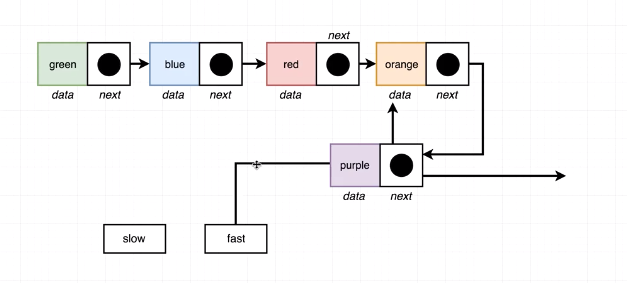 next
green
blue
red
orange
data
next
data
next
data
data
next
purple
data
next
slow
fast